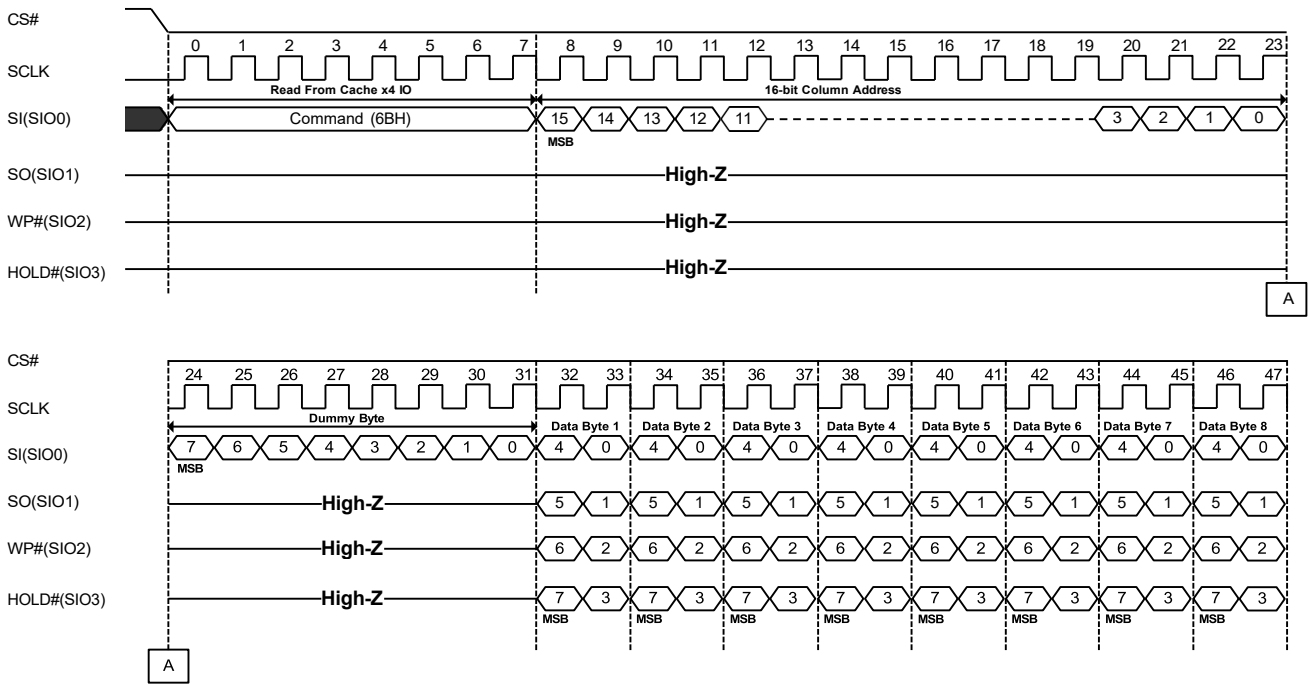 CS#
0 1 2 3 4 5 6 7 8 9 10 11 12 13 14 15 16 17 18 19 20 21 22 23
SCLK
Read From Cache x4 IO 16-bit Column Address
SI(SIO0) Command (6BH) 15 14 13 12 11 3 2 1 0
MSB
SO(SIO1) High-Z
WP#(SIO2) High-Z
HOLD#(SIO3) High-Z
A
CS#
24 25 26 27 28 29 30 31 32 33 34 35 36 37 38 39 40 41 42 43 44 45 46 47
SCLK
Dummy Byte Data Byte 1 Data Byte 2 Data Byte 3 Data Byte 4 Data Byte 5 Data Byte 6 Data Byte 7 Data Byte 8
SI(SIO0) 7 6 5 4 3 2 1 0 4 0 4 0 4 0 4 0 4 0 4 0 4 0 4 0
MSB
SO(SIO1) High-Z 5 1 5 1 5 1 5 1 5 1 5 1 5 1 5 1
WP#(SIO2) High-Z 6 2 6 2 6 2 6 2 6 2 6 2 6 2 6 2
HOLD#(SIO3) High-Z 7 3 7 3 7 3 7 3 7 3 7 3 7 3 7 3
MSB MSB MSB MSB MSB MSB MSB MSB
A